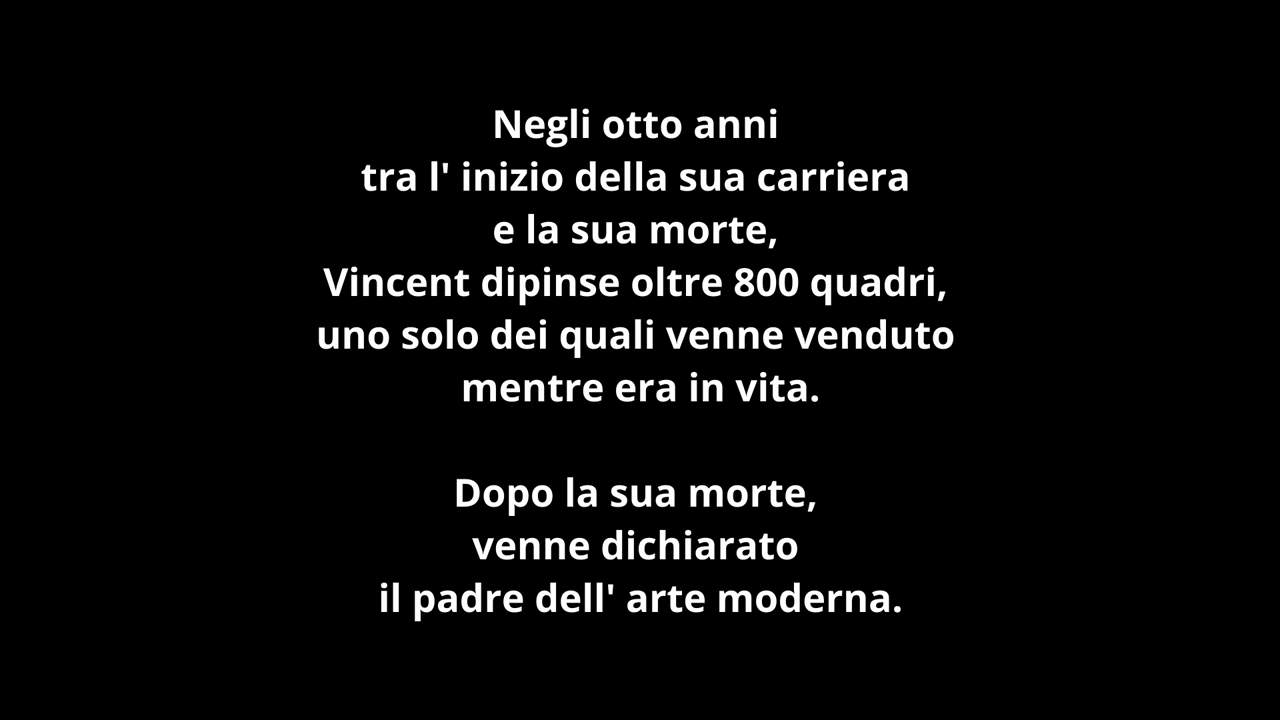 Negli otto anni
tra l' inizio della sua carriera
e la sua morte,
Vincent dipinse oltre 800 quadri,
uno solo dei quali venne venduto
mentre era in vita.
Dopo la sua morte,
venne dichiarato
il padre dell' arte moderna.